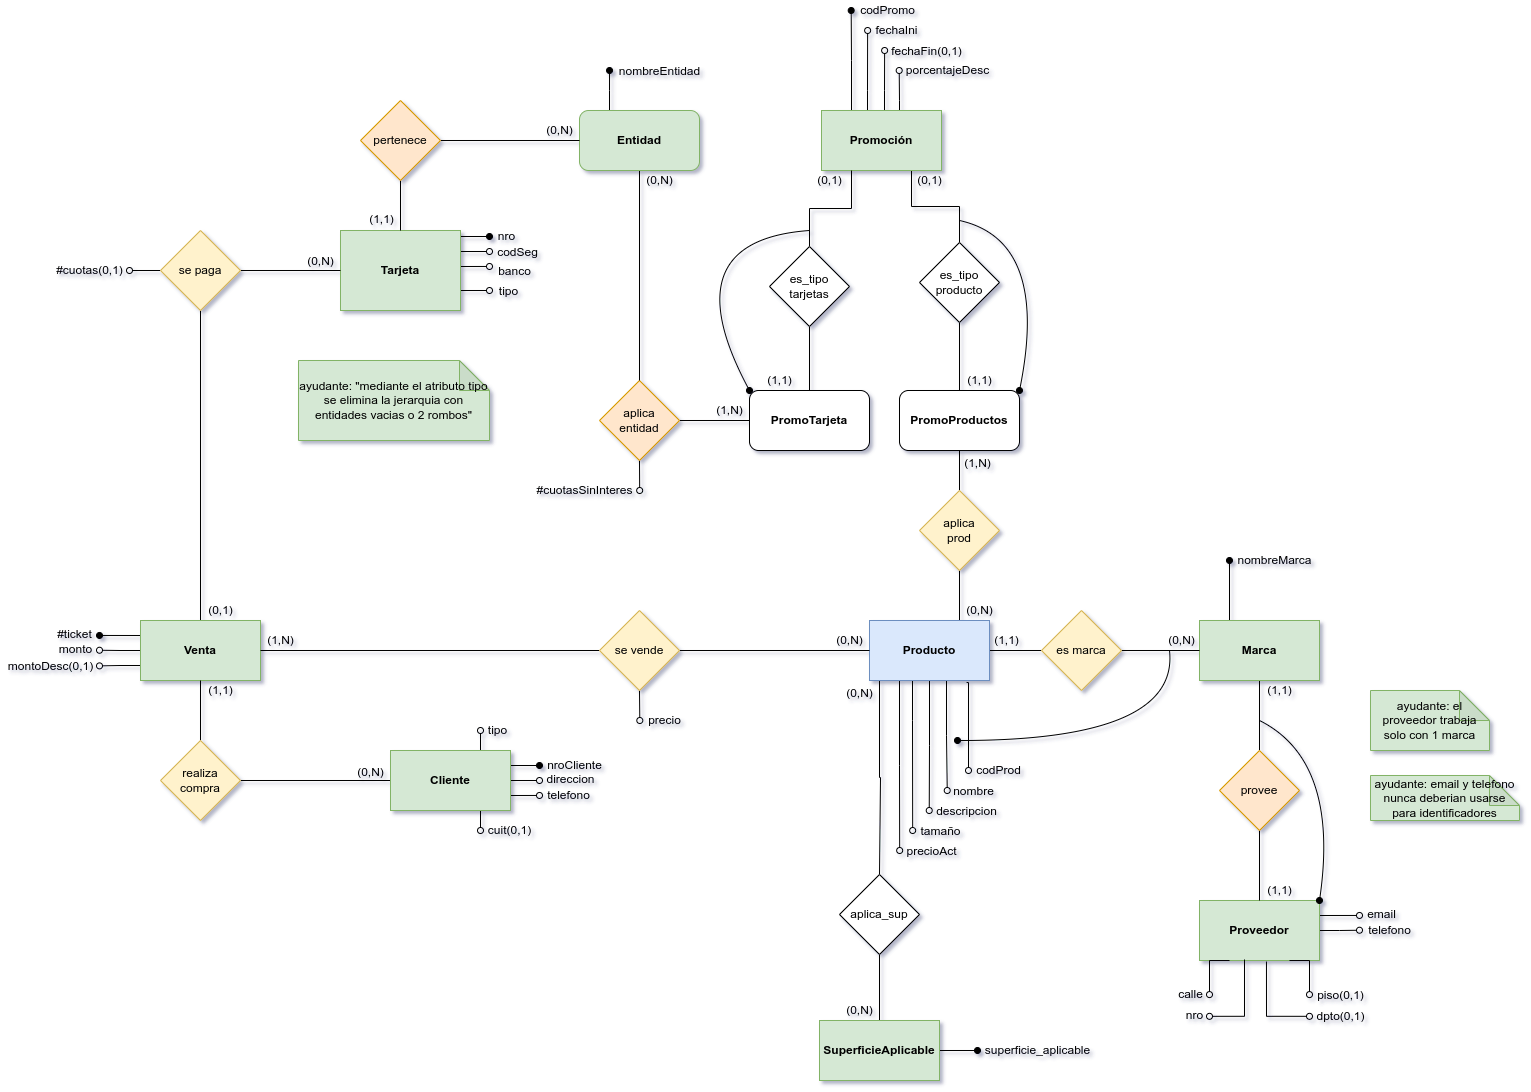 codPromo
fechaIni
fechaFin(0,1)
porcentajeDesc
nombreEntidad
pertenece
(0,N)
Entidad
Promoción
(0,N)
(0,1)
(0,1)
(1,1)
#cuotas(0,1)
se paga
(0,N)
Tarjeta
nro
codSeg
banco
tipo
es_tipo
tarjetas
es_tipo
producto
ayudante: "mediante el atributo tipo
se elimina la jerarquia con
entidades vacias o 2 rombos"
(1,1)
(1,1)
aplica
entidad
(1,N)
PromoTarjeta
PromoProductos
(1,N)
#cuotasSinInteres
aplica
prod
nombreMarca
(0,1)
(0,N)
#ticket
monto
montoDesc(0,1)
Venta
(1,N)
se vende
(0,N)
Producto
(1,1)
es marca
(0,N)
Marca
(1,1)
(0,N)
(1,1)
precio
ayudante: el
proveedor trabaja
solo con 1 marca
tipo
realiza
compra
(0,N)
Cliente
nroCliente
direccion
telefono
cuit(0,1)
codProd
nombre
descripcion
tamaño
precioAct
provee
ayudante: email y telefono
nunca deberian usarse
para identificadores
(1,1)
aplica_sup
Proveedor
email
telefono
calle
nro
piso(0,1)
dpto(0,1)
(0,N)
SuperficieAplicable
superficie_aplicable